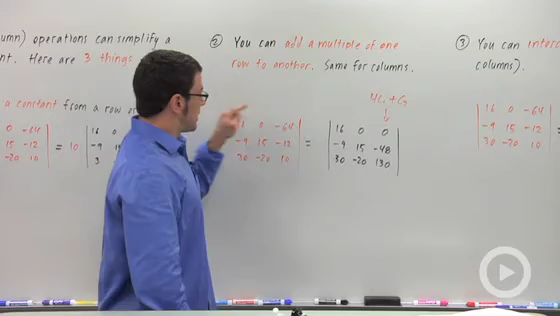 umn) operations can simplify a
nt. Here are 3 things
a constant from a row or
0 -64
15 -12
-20 10
= 10
16 0
-9 1
3
② You can add a multiple of one
row to another. Same for columns.
4C₁ + C₃
16 0 -64
-9 15 -12
30 -20 10
=
16 0 0
-9 15 -48
30 -20 130
③ You can interc
columns).
16 0 -64
-9 15 -12
30 -20 10